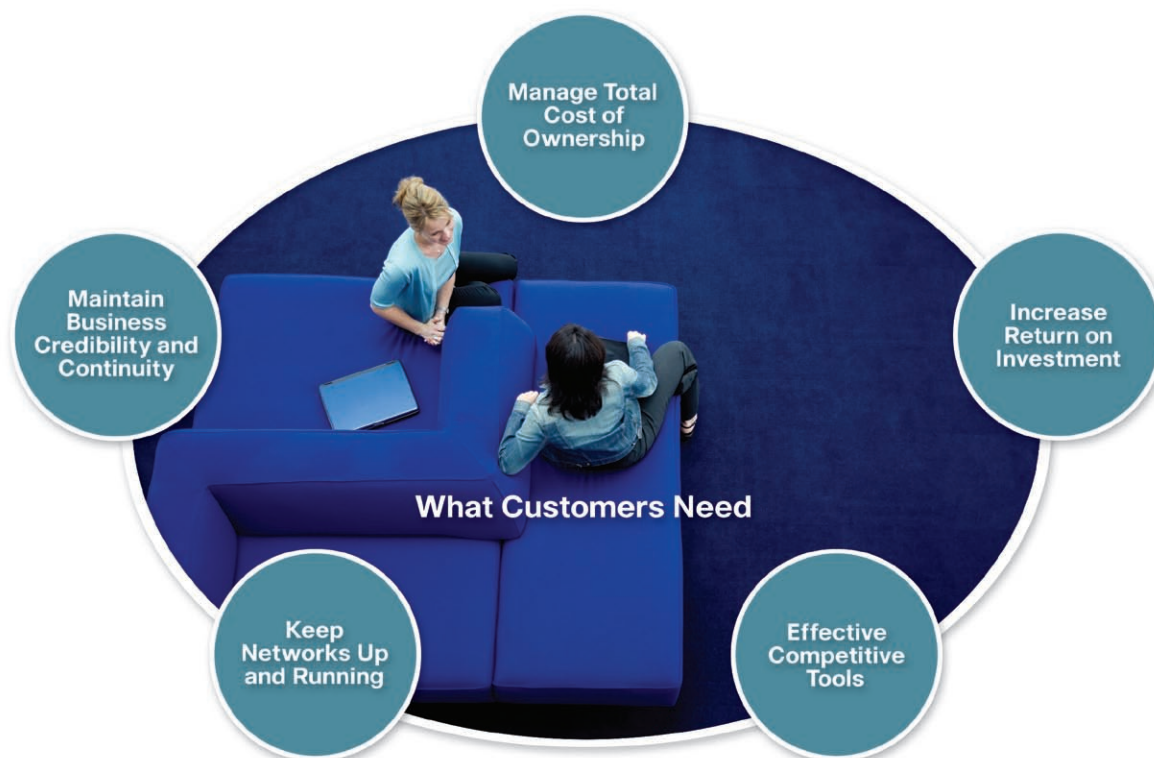 Manage Total
Cost of
Ownership
Maintain
Business
Credibility and
Continuity
Increase
Return on
Investment
What Customers Need
Keep
Networks Up
and Running
Effective
Competitive
Tools